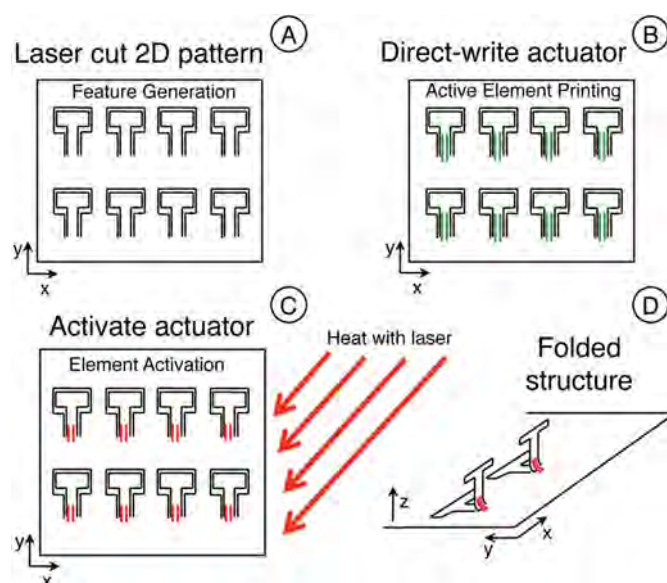 A
Laser cut 2D pattern
Feature Generation
y
x
B
Direct-write actuator
Active Element Printing
y
x
C
Activate actuator
Element Activation
y
x
Heat with laser
D
Folded
structure
z
y
x